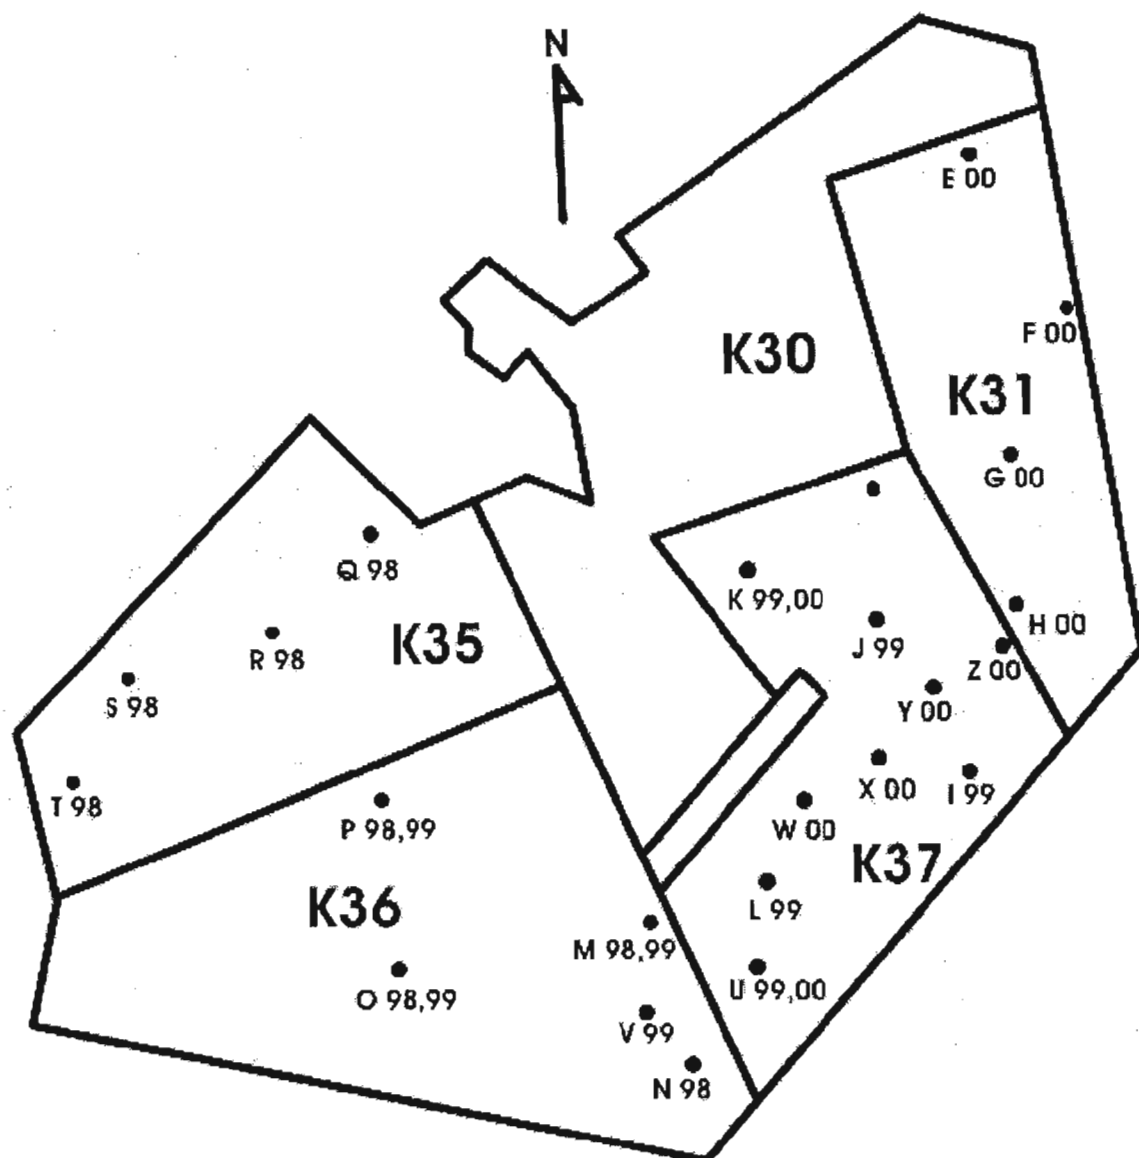 N
E 00
F 00
K30
K31
G 00
Q 98
K 99,00
H 00
R 98
K35
J 99
Z 00
S 98
Y 00
T 98
X 00
I 99
P 98,99
W 00
K37
K36
L 99
M 98,99
O 98,99
U 99,00
V 99
N 98